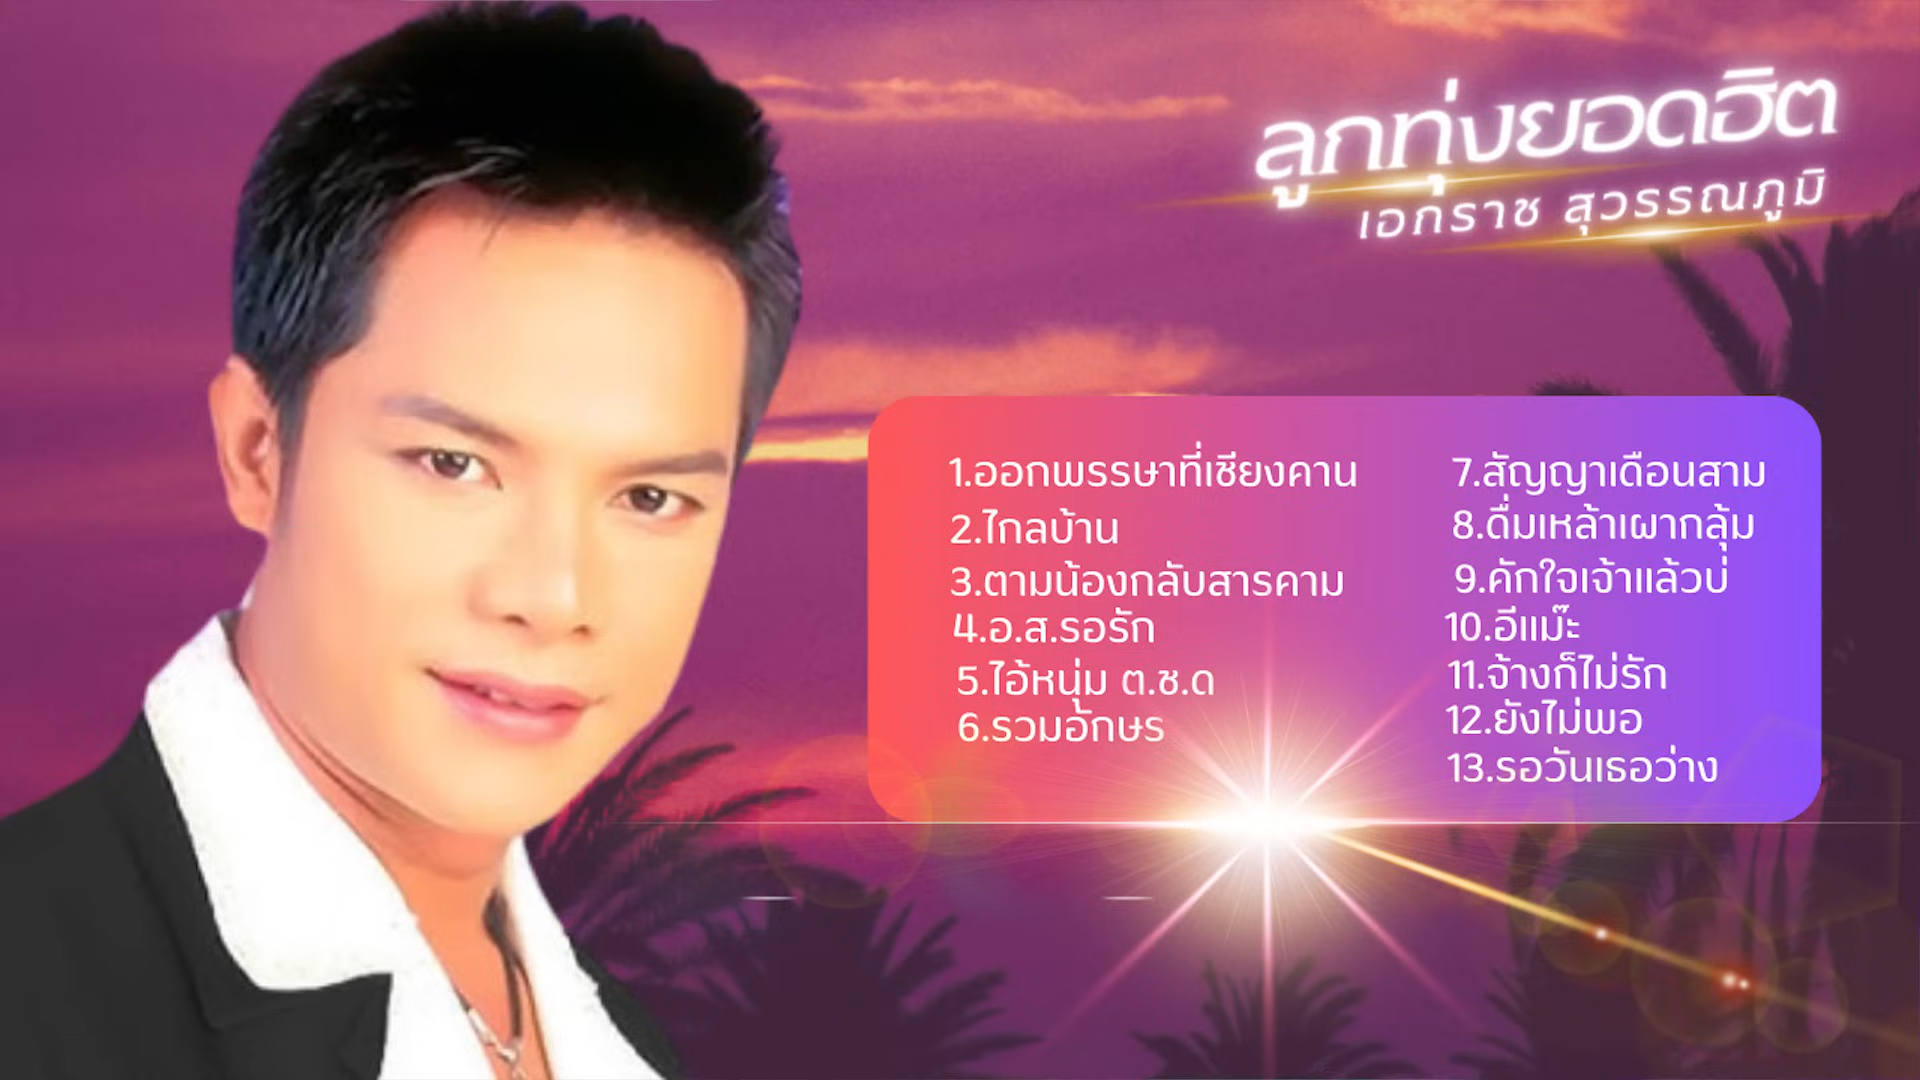 ลูกทุ่งยอดฮิต
เอกราช สุวรรณภูมิ
1.ออกพรรษาที่เชียงคาน
2.ไกลบ้าน
3.ตามน้องกลับสารคาม
4.อ.ส.รอรัก
5.ไอ้หนุ่ม ต.ช.ด
6.รวมอักษร
7.สัญญาเดือนสาม
8.ดื่มเหล้าเผากลุ้ม
9.คักใจเจ้าแล้วบ่
10.อีแม๊ะ
11.จ้างก็ไม่รัก
12.ยังไม่พอ
13.รอวันเธอว่าง